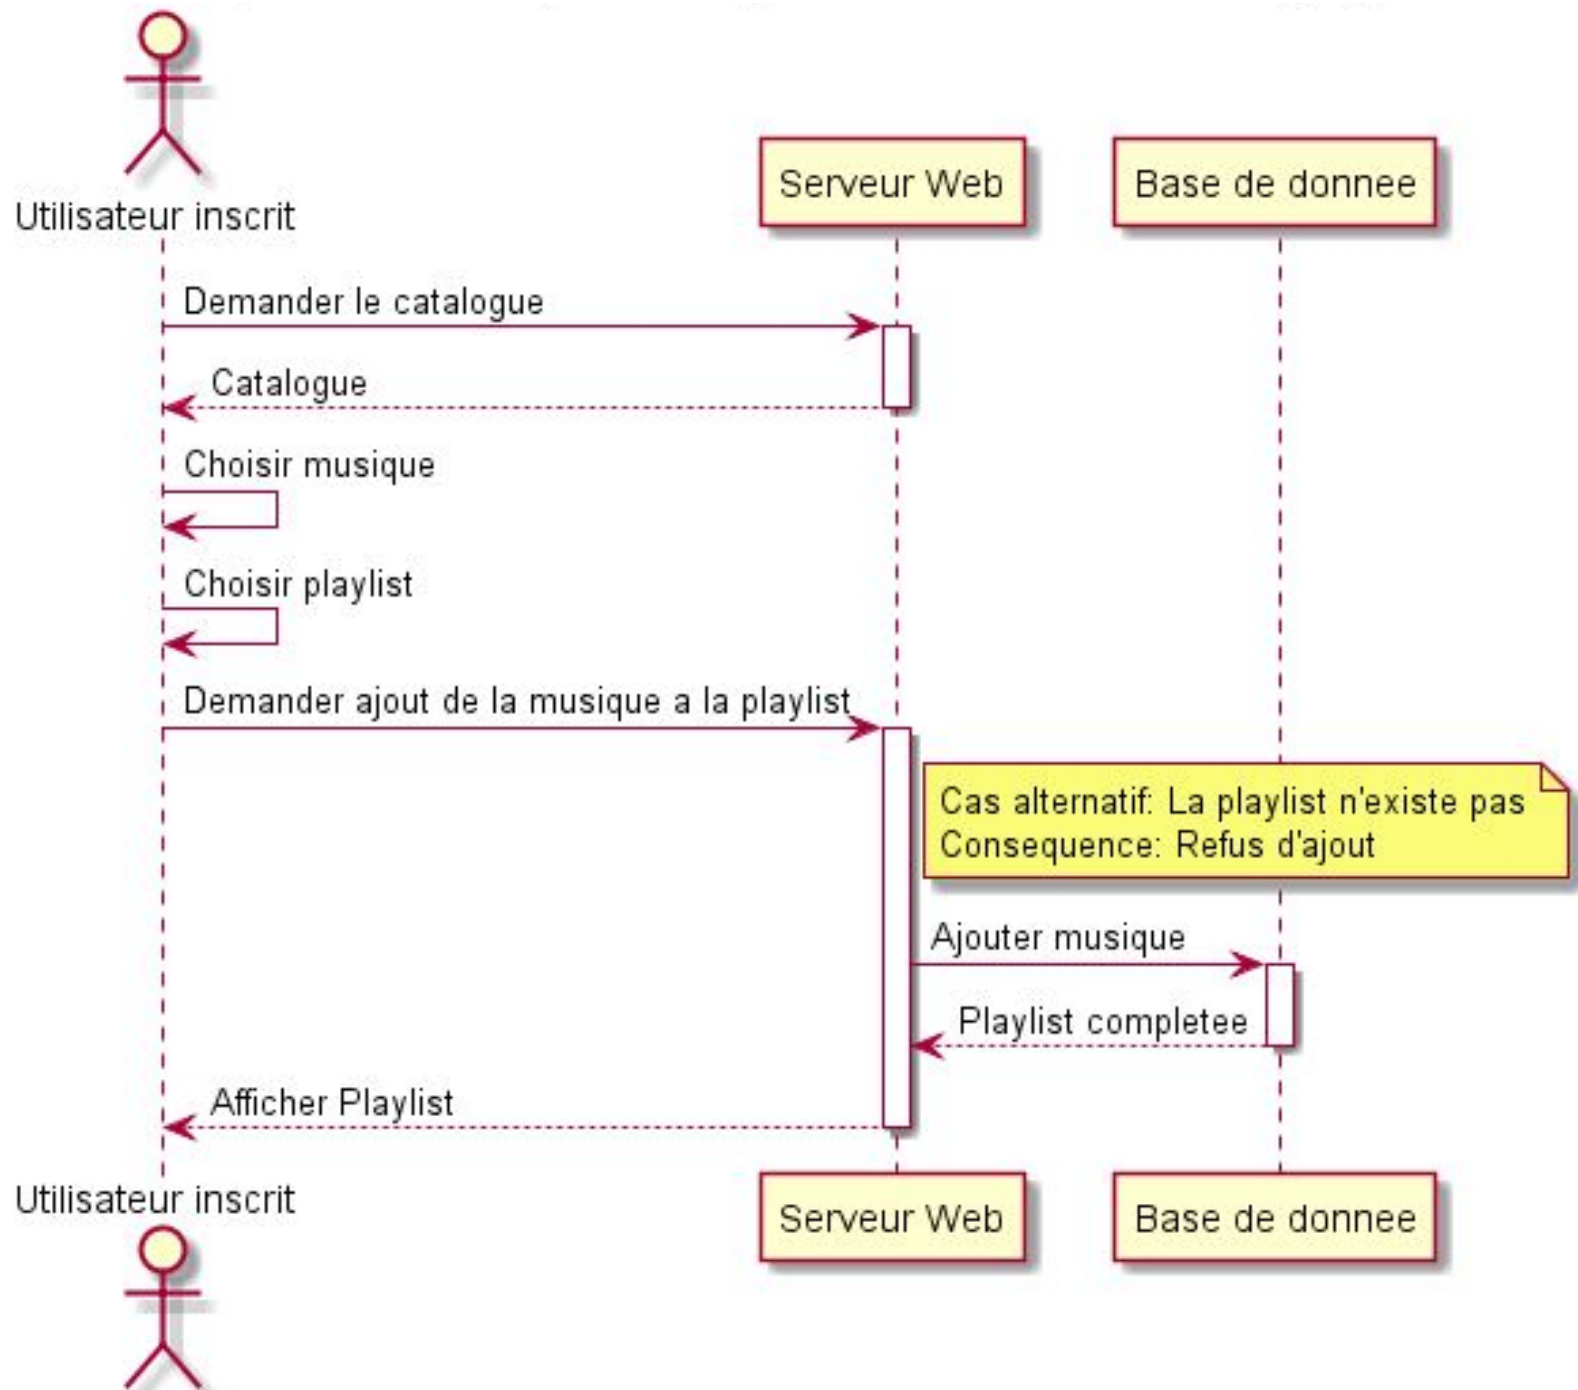 Utilisateur inscrit
Serveur Web
Base de donnee
Demander le catalogue
Catalogue
Choisir musique
Choisir playlist
Demander ajout de la musique a la playlist
Cas alternatif: La playlist n'existe pas
Consequence: Refus d'ajout
Ajouter musique
Playlist completee
Afficher Playlist
Utilisateur inscrit
Serveur Web
Base de donnee